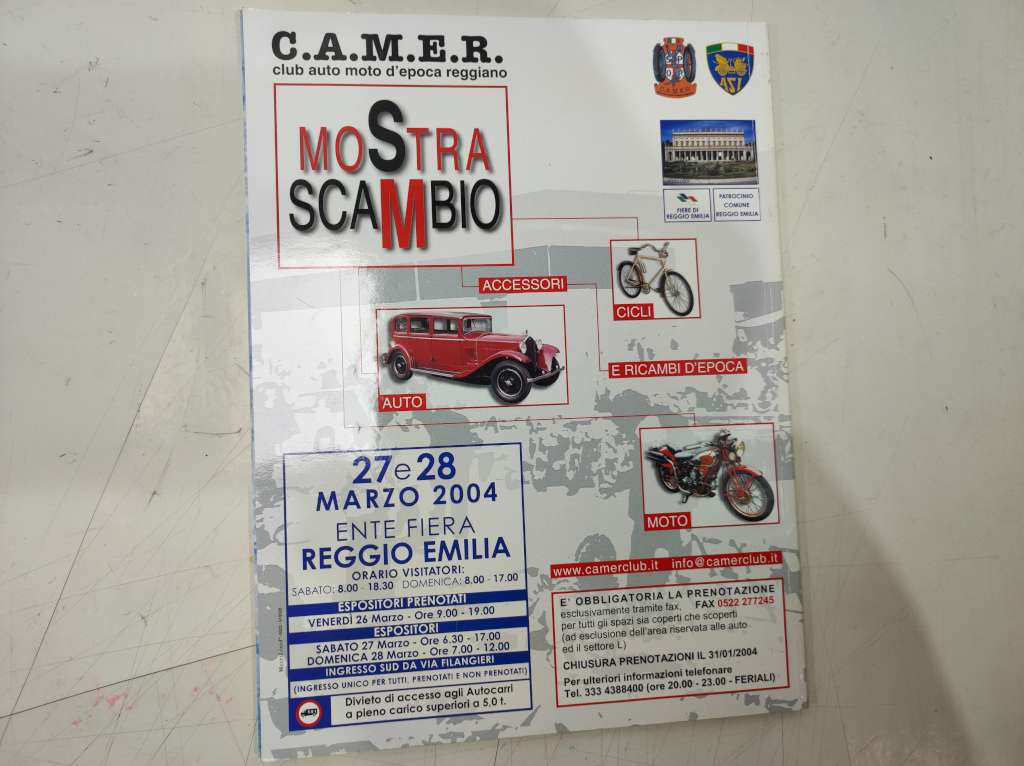 C.A.M.E.R.
club auto moto d'epoca reggiano
C.A.M.E.R.
ASI
MOSTRA
SCAMBIO
FIERE DI
REGGIO EMILIA
PATROCINIO
COMUNE
REGGIO EMILIA
ACCESSORI
CICLI
E RICAMBI D'EPOCA
AUTO
MOTO
27 e 28
MARZO 2004
ENTE FIERA
REGGIO EMILIA
ORARIO VISITATORI:
SABATO: 8.00 - 18.30 DOMENICA: 8.00 - 17.00
ESPOSITORI PRENOTATI
VENERDÌ 26 MARZO - Ore 9.00 - 19.00
ESPOSITORI
SABATO 27 Marzo - Ore 6.30 - 17.00
DOMENICA 28 Marzo - Ore 7.00 - 12.00
INGRESSO SUD DA VIA FILANGIERI
(INGRESSO UNICO PER TUTTI, PRENOTATI E NON PRENOTATI)
Divieto di accesso agli Autocarri
a pieno carico superiori a 5,0 t.
www.camerclub.it info@camerclub.it
E' OBBLIGATORIA LA PRENOTAZIONE
esclusivamente tramite fax, FAX 0522 277245
per tutti gli spazi sia coperti che scoperti
(ad esclusione dell'area riservata alle auto
ed il settore L)
CHIUSURA PRENOTAZIONI IL 31/01/2004
Per ulteriori informazioni telefonare
Tel. 333 4388400 (ore 20.00 - 23.00 - FERIALI)